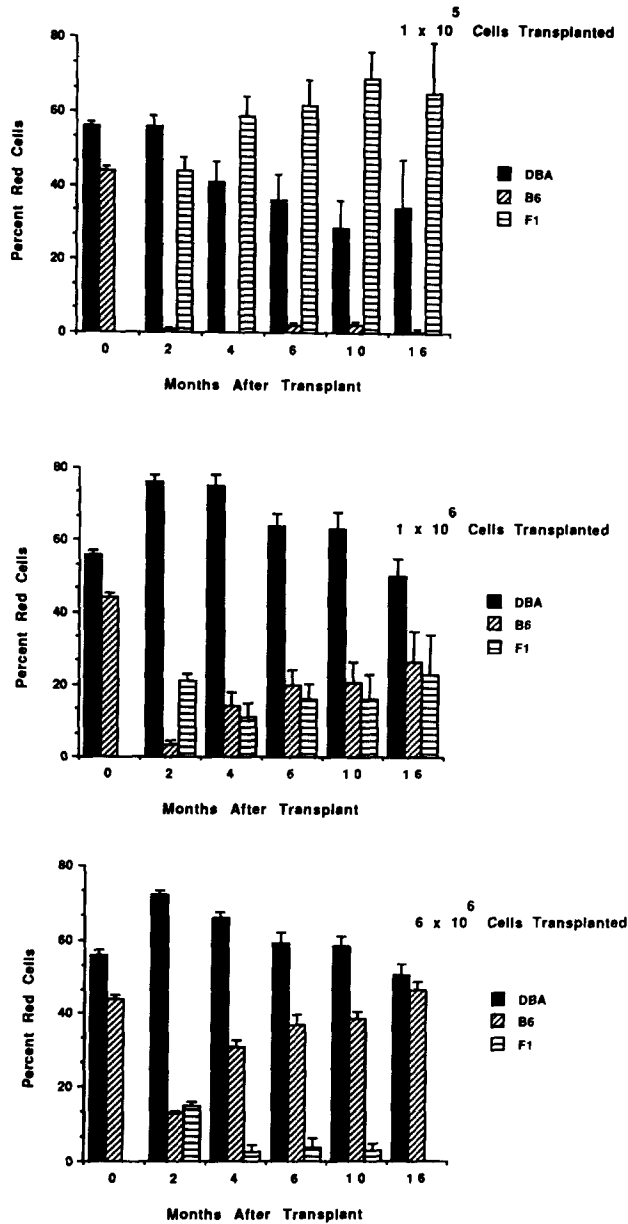 1 x 10^5 Cells Transplanted
80
60
40
20
0
Percent Red Cells
DBA
B6
F1
0 2 4 6 10 16
Months After Transplant
80
60
40
20
0
Percent Red Cells
1 x 10^6 Cells Transplanted
DBA
B6
F1
0 2 4 6 10 16
Months After Transplant
80
60
40
20
0
Percent Red Cells
6 x 10^6 Cells Transplanted
DBA
B6
F1
0 2 4 6 10 16
Months After Transplant